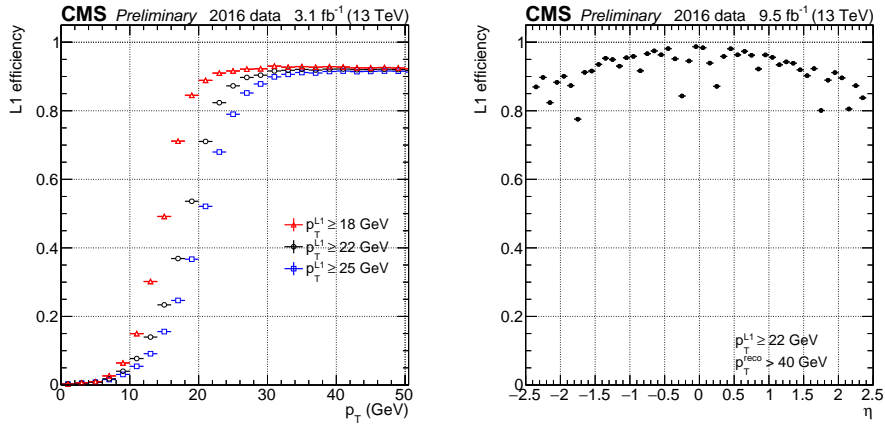 CMS Preliminary 2016 data 3.1 fb⁻¹ (13 TeV)
L1 efficiency
1
0.8
0.6
0.4
0.2
0
0 10 20 30 40 50
p_T (GeV)
p_T^L1 ≥ 18 GeV
p_T^L1 ≥ 22 GeV
p_T^L1 ≥ 25 GeV
CMS Preliminary 2016 data 9.5 fb⁻¹ (13 TeV)
L1 efficiency
1
0.8
0.6
0.4
0.2
0
−2.5 −2 −1.5 −1 −0.5 0 0.5 1 1.5 2 2.5
η
p_T^L1 ≥ 22 GeV
p_T^reco > 40 GeV